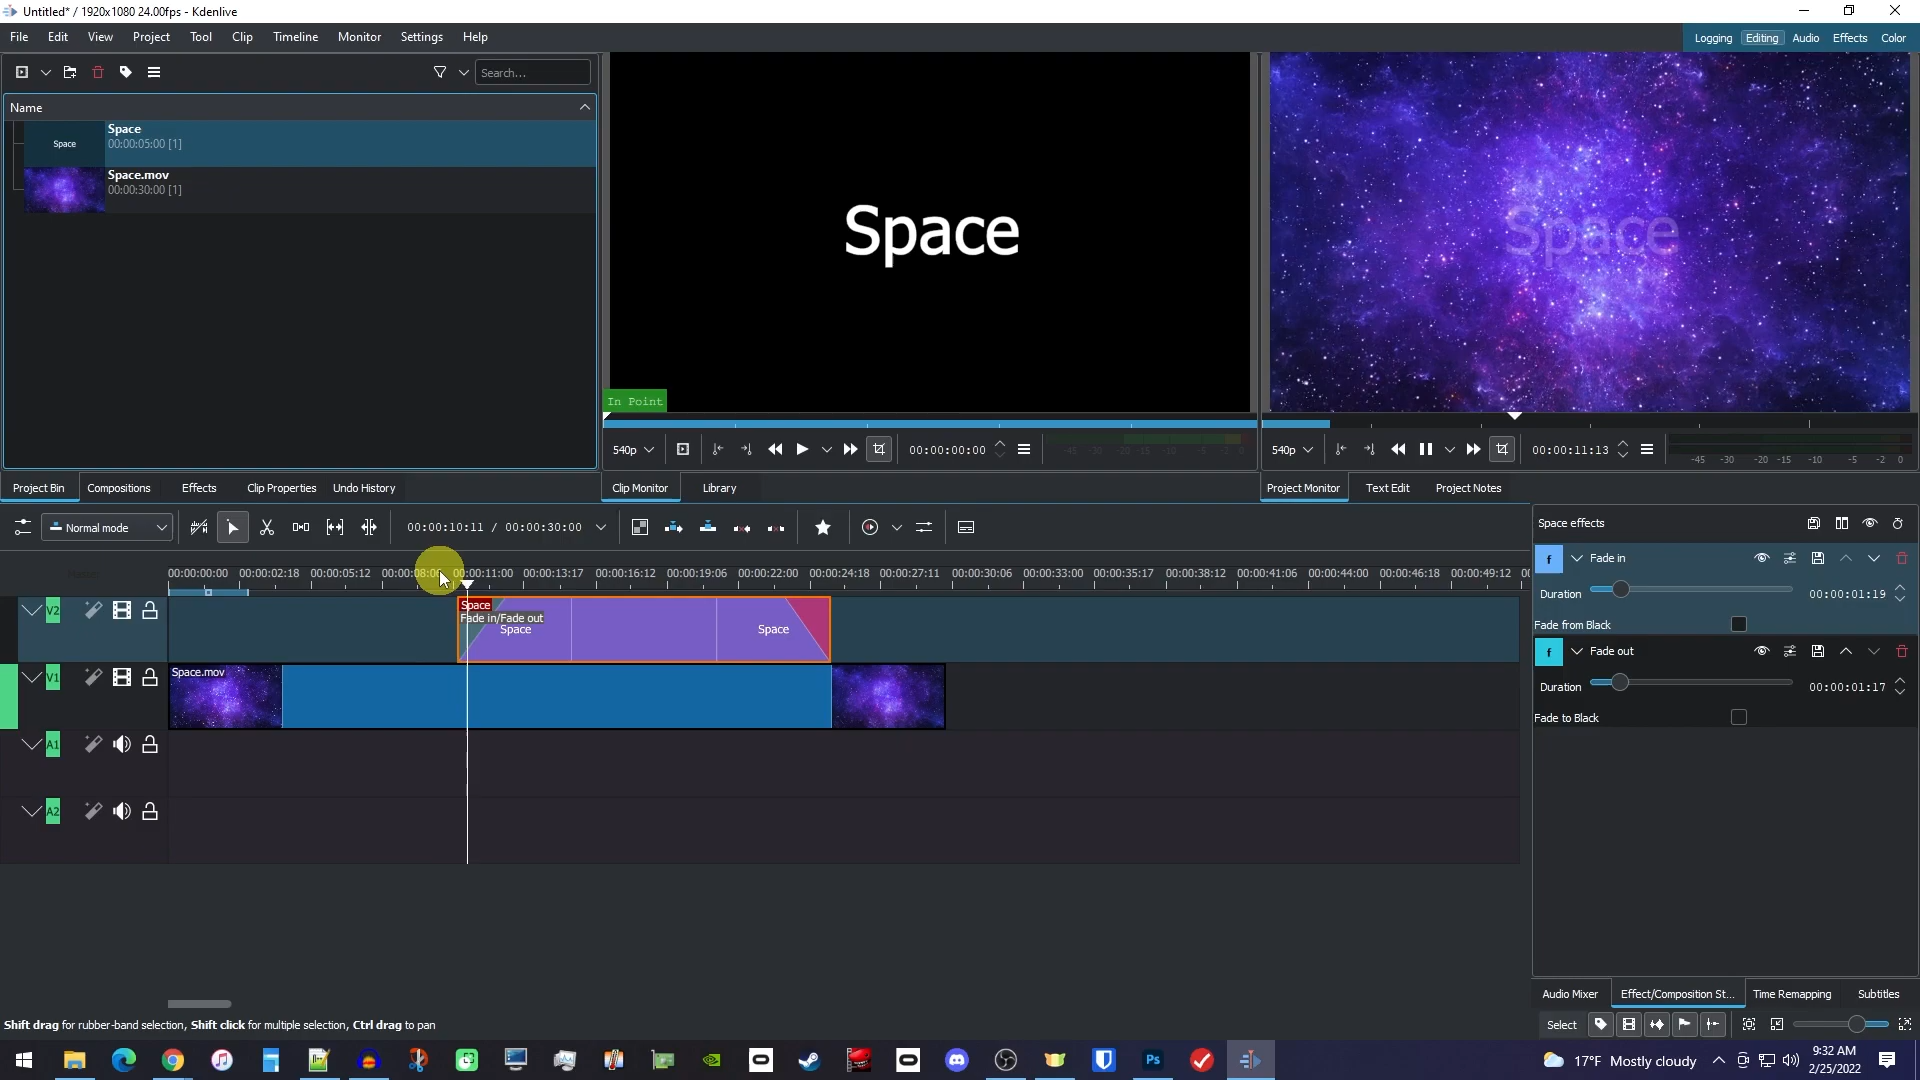 Untitled* / 1920x1080 24.00fps - Kdenlive
File Edit View Project Tool Clip Timeline Monitor Settings Help
Logging Editing Audio Effects Color
Search...
Name
Space
00:00:05:00 [1]
Space
Space.mov
00:00:30:00 [1]
Space
In Point
Space
540p
00:00:00:00
-45 -30 -20 -15 -10 -5 -2 0
540p
00:00:11:13
-45 -30 -20 -15 -10 -5 -2 0
Project Bin Compositions Effects Clip Properties Undo History
Clip Monitor Library
Project Monitor Text Edit Project Notes
Normal mode
00:00:10:11 / 00:00:30:00
00:00:00:00 00:00:02:18 00:00:05:12 00:00:11:00 00:00:13:17 00:00:16:12 00:00:19:06 00:00:22:00 00:00:24:18 00:00:27:11 00:00:30:06 00:00:33:00 00:00:35:17 00:00:38:12 00:00:41:06 00:00:44:00 00:00:46:18 00:00:49:12
V2
Space
Fade in/Fade out
Space
Space
V1
Space.mov
A1
A2
Space effects
f Fade in
Duration 00:00:01:19
Fade from Black
f Fade out
Duration 00:00:01:17
Fade to Black
Audio Mixer Effect/Composition St... Time Remapping Subtitles
Shift drag for rubber-band selection, Shift click for multiple selection, Ctrl drag to pan
Select
Ps
17°F Mostly cloudy
9:32 AM
2/25/2022